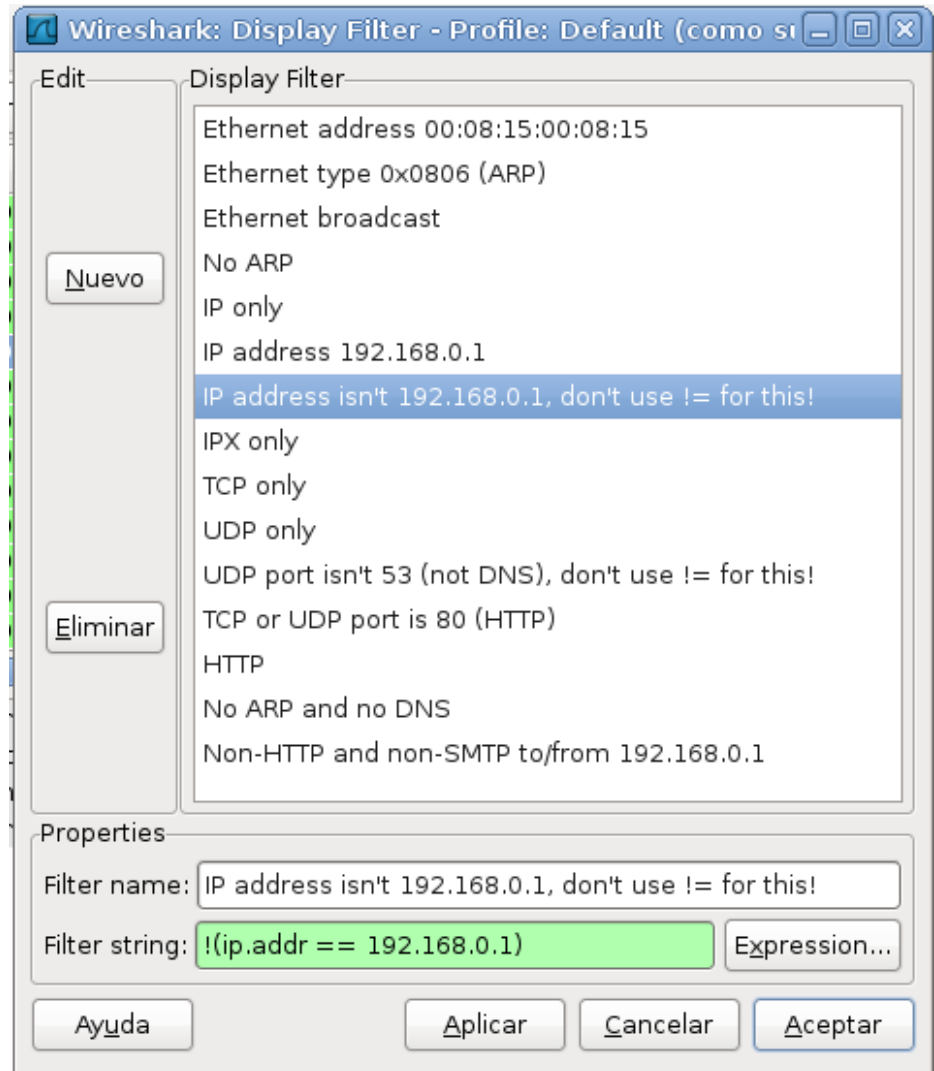 Wireshark: Display Filter - Profile: Default (como su
Edit
Display Filter
Ethernet address 00:08:15:00:08:15
Ethernet type 0x0806 (ARP)
Ethernet broadcast
No ARP
IP only
IP address 192.168.0.1
IP address isn't 192.168.0.1, don't use != for this!
IPX only
TCP only
UDP only
UDP port isn't 53 (not DNS), don't use != for this!
TCP or UDP port is 80 (HTTP)
HTTP
No ARP and no DNS
Non-HTTP and non-SMTP to/from 192.168.0.1
Nuevo
Eliminar
Properties
Filter name: IP address isn't 192.168.0.1, don't use != for this!
Filter string: !(ip.addr == 192.168.0.1) Expression...
Ayuda Aplicar Cancelar Aceptar